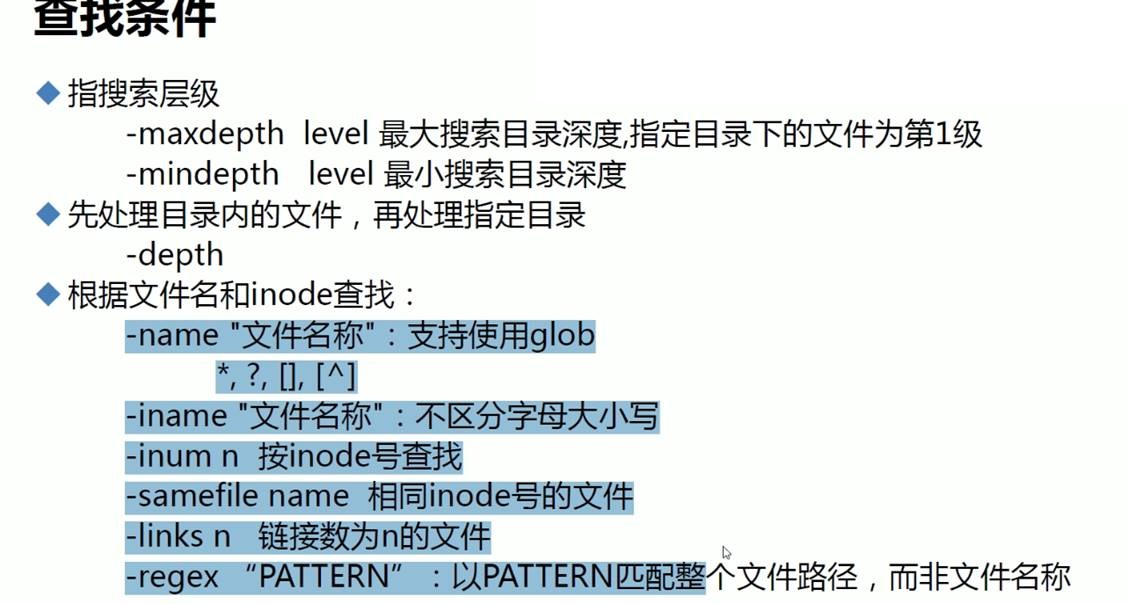 查找条件
指搜索层级
-maxdepth level 最大搜索目录深度,指定目录下的文件为第1级
-mindepth level 最小搜索目录深度
先处理目录内的文件，再处理指定目录
-depth
根据文件名和inode查找：
-name "文件名称"：支持使用glob
*, ?, [], [^]
-iname "文件名称"：不区分字母大小写
-inum n 按inode号查找
-samefile name 相同inode号的文件
-links n 链接数为n的文件
-regex “PATTERN”：以PATTERN匹配整个文件路径，而非文件名称